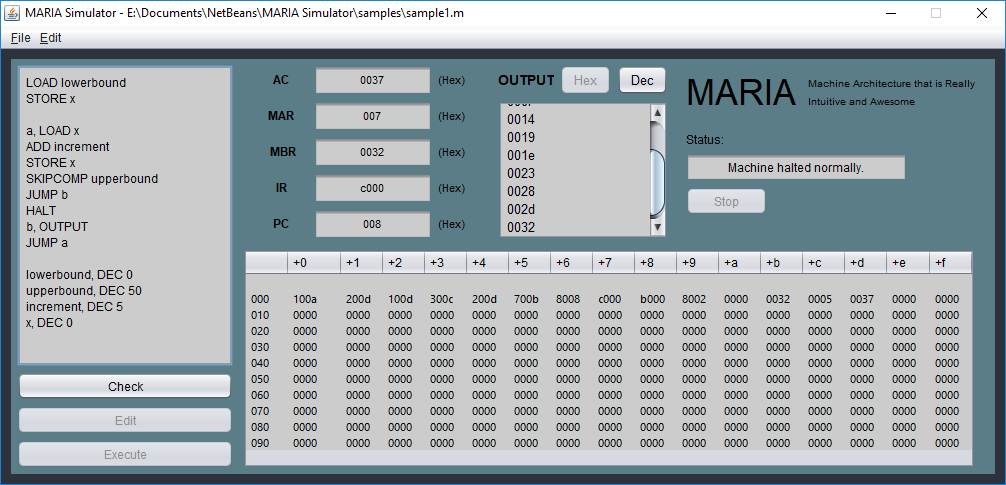 MARIA Simulator - E:\Documents\NetBeans\MARIA Simulator\samples\sample1.m
File Edit
LOAD lowerbound
STORE x
a, LOAD x
ADD increment
STORE x
SKIPCOMP upperbound
JUMP b
HALT
b, OUTPUT
JUMP a
lowerbound, DEC 0
upperbound, DEC 50
increment, DEC 5
x, DEC 0
Check
Edit
Execute
AC 0037 (Hex)
MAR 007 (Hex)
MBR 0032 (Hex)
IR c000 (Hex)
PC 008 (Hex)
OUTPUT Hex Dec
0014
0019
001e
0023
0028
002d
0032
MARIA Machine Architecture that is Really
Intuitive and Awesome
Status:
Machine halted normally.
Stop
+0 +1 +2 +3 +4 +5 +6 +7 +8 +9 +a +b +c +d +e +f
000 100a 200d 100d 300c 200d 700b 8008 c000 b000 8002 0000 0032 0005 0037 0000 0000
010 0000 0000 0000 0000 0000 0000 0000 0000 0000 0000 0000 0000 0000 0000 0000 0000
020 0000 0000 0000 0000 0000 0000 0000 0000 0000 0000 0000 0000 0000 0000 0000 0000
030 0000 0000 0000 0000 0000 0000 0000 0000 0000 0000 0000 0000 0000 0000 0000 0000
040 0000 0000 0000 0000 0000 0000 0000 0000 0000 0000 0000 0000 0000 0000 0000 0000
050 0000 0000 0000 0000 0000 0000 0000 0000 0000 0000 0000 0000 0000 0000 0000 0000
060 0000 0000 0000 0000 0000 0000 0000 0000 0000 0000 0000 0000 0000 0000 0000 0000
070 0000 0000 0000 0000 0000 0000 0000 0000 0000 0000 0000 0000 0000 0000 0000 0000
080 0000 0000 0000 0000 0000 0000 0000 0000 0000 0000 0000 0000 0000 0000 0000 0000
090 0000 0000 0000 0000 0000 0000 0000 0000 0000 0000 0000 0000 0000 0000 0000 0000